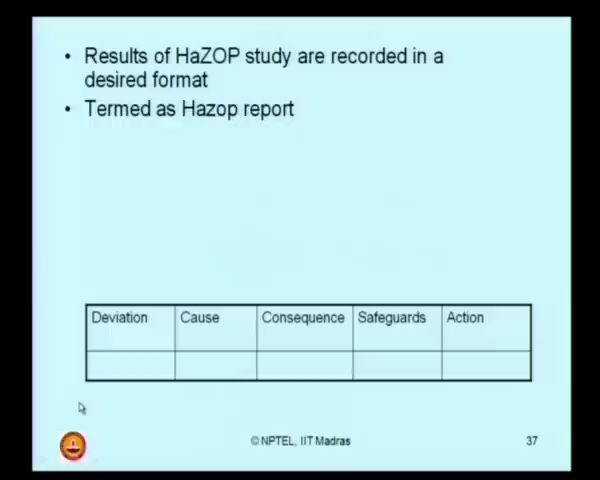 • Results of HaZOP study are recorded in a
desired format
• Termed as Hazop report
Deviation Cause Consequence Safeguards Action
© NPTEL, IIT Madras
37